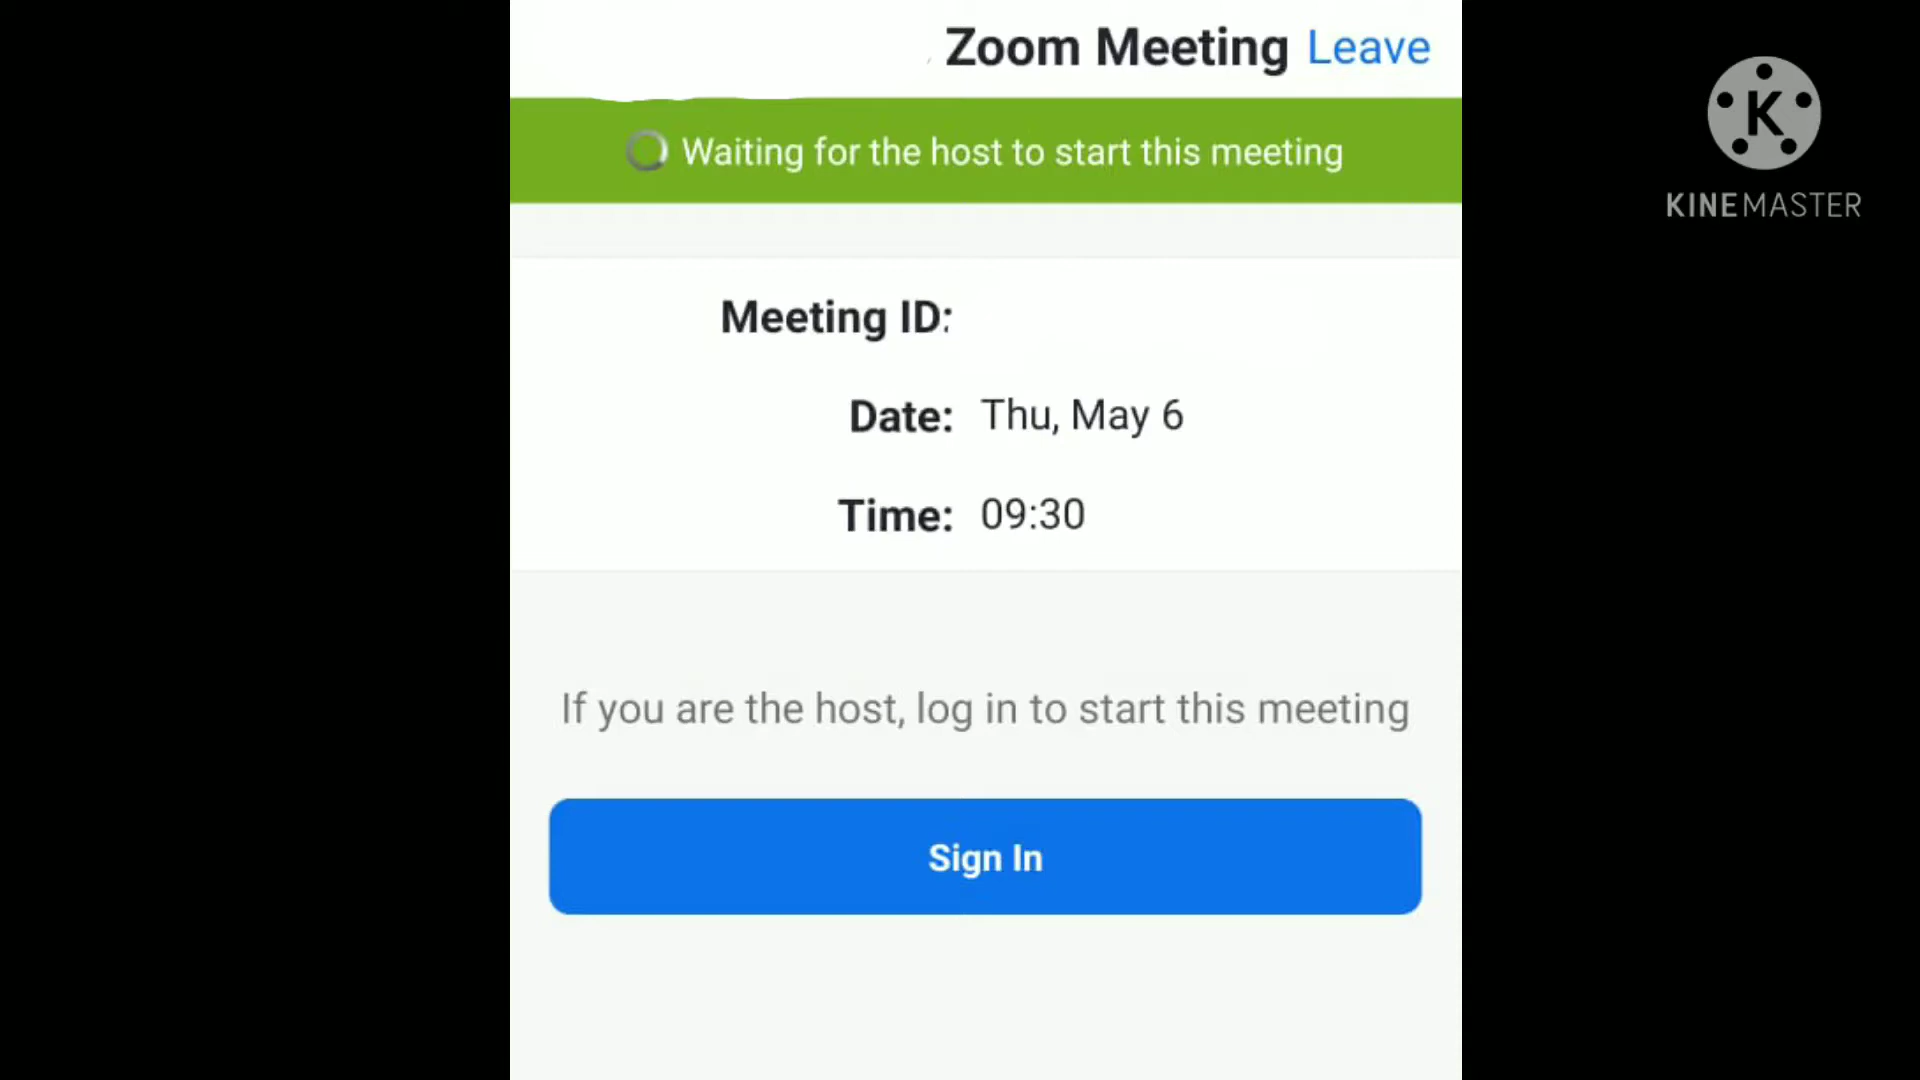 Zoom Meeting Leave
Waiting for the host to start this meeting
Meeting ID:
Date: Thu, May 6
Time: 09:30
If you are the host, log in to start this meeting
Sign In
K
KINEMASTER